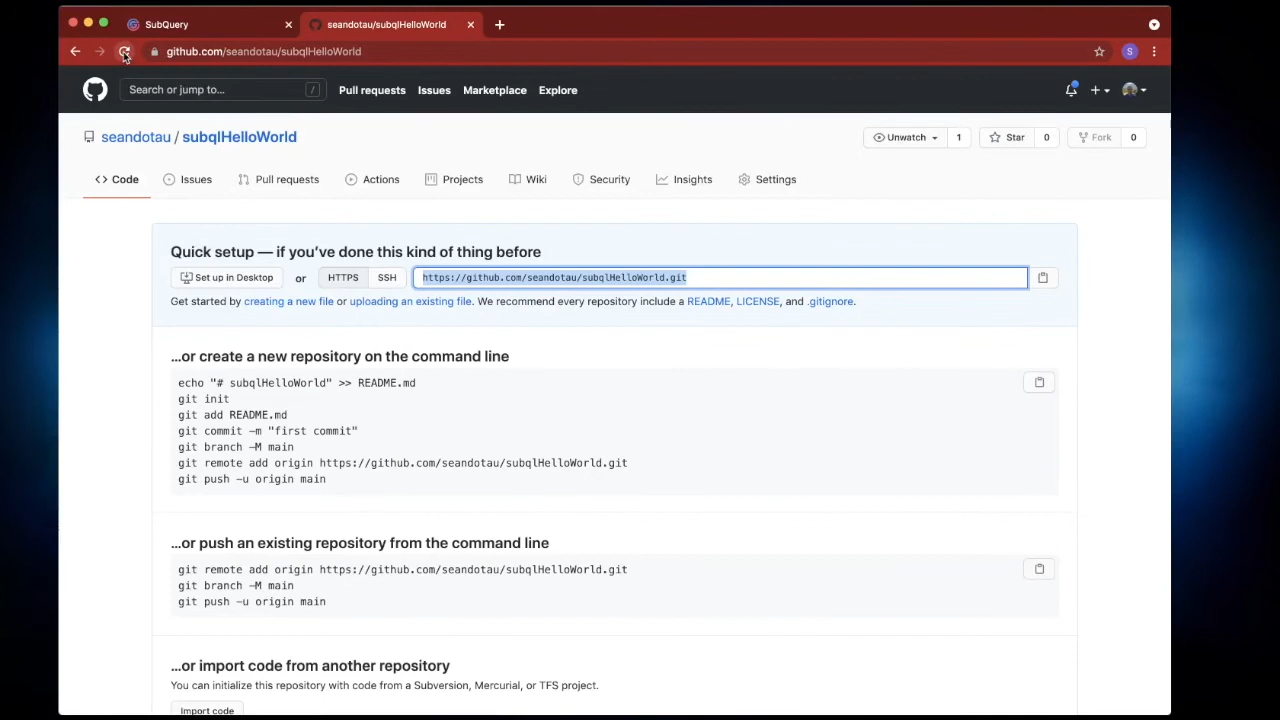 SubQuery
seandotau/subqlHelloWorld
github.com/seandotau/subqlHelloWorld
S
Search or jump to...
/
Pull requests
Issues
Marketplace
Explore
seandotau / subqlHelloWorld
Unwatch
1
Star
0
Fork
0
<> Code
Issues
Pull requests
Actions
Projects
Wiki
Security
Insights
Settings
Quick setup — if you've done this kind of thing before
Set up in Desktop
or
HTTPS
SSH
https://github.com/seandotau/subqlHelloWorld.git
Get started by creating a new file or uploading an existing file. We recommend every repository include a README, LICENSE, and .gitignore.
…or create a new repository on the command line
echo "# subqlHelloWorld" >> README.md
git init
git add README.md
git commit -m "first commit"
git branch -M main
git remote add origin https://github.com/seandotau/subqlHelloWorld.git
git push -u origin main
…or push an existing repository from the command line
git remote add origin https://github.com/seandotau/subqlHelloWorld.git
git branch -M main
git push -u origin main
…or import code from another repository
You can initialize this repository with code from a Subversion, Mercurial, or TFS project.
Import code